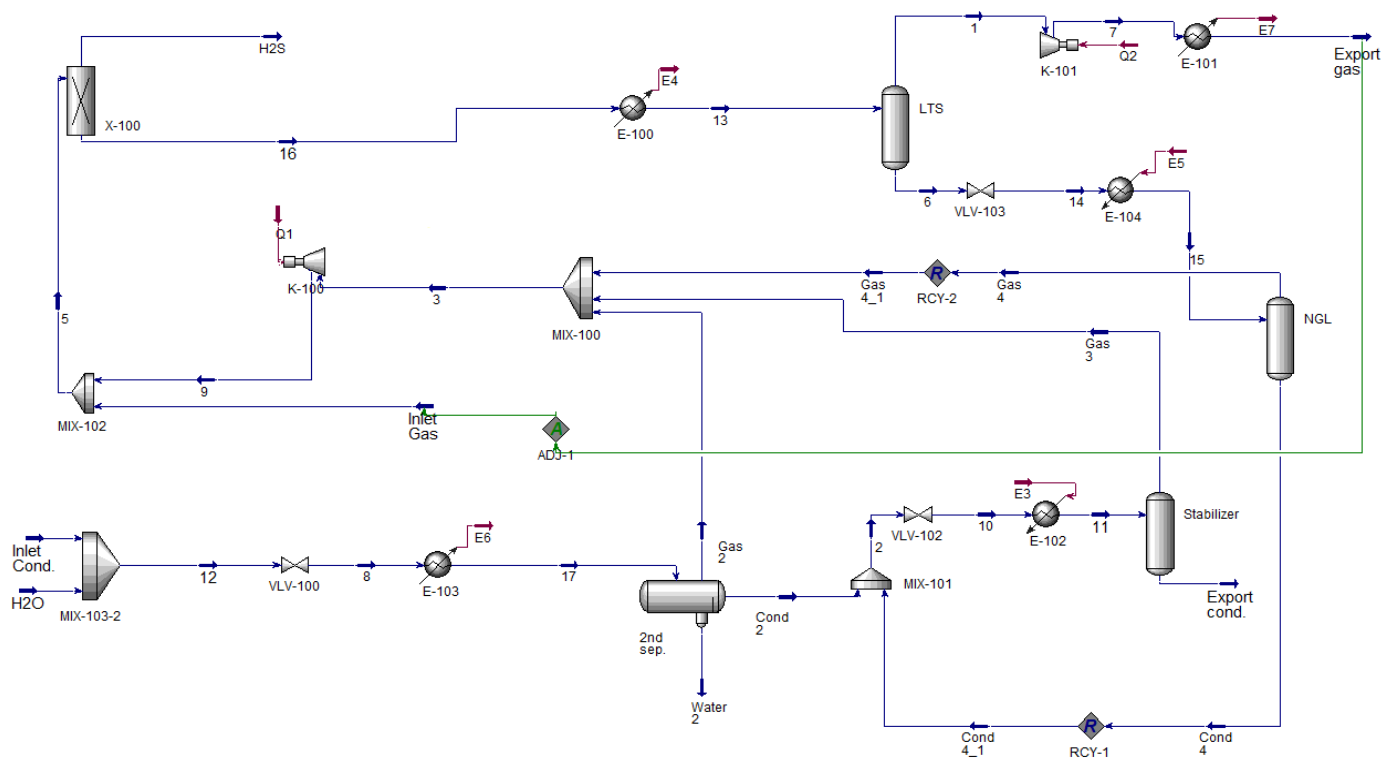 1
7
E7
H2S
Q2
K-101
E-101
Export
gas
E4
X-100
E-100
13
LTS
16
E5
6
VLV-103
14
E-104
Q1
15
K-100
3
Gas
4_1
RCY-2
Gas
4
5
MIX-100
NGL
Gas
3
9
MIX-102
Inlet
Gas
A
ADJ-1
R
E3
Stabilizer
2
VLV-102
10
E-102
11
E6
Gas
2
Inlet
Cond.
12
VLV-100
8
E-103
17
MIX-101
H2O
MIX-103-2
Cond
2
Export
cond.
2nd
sep.
Water
2
R
Cond
4_1
RCY-1
Cond
4